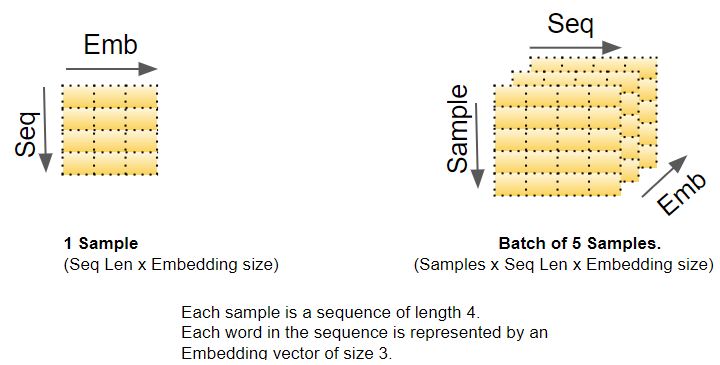 Emb
Seq
Seq
Sample
Emb
1 Sample
(Seq Len x Embedding size)
Batch of 5 Samples.
(Samples x Seq Len x Embedding size)
Each sample is a sequence of length 4.
Each word in the sequence is represented by an
Embedding vector of size 3.